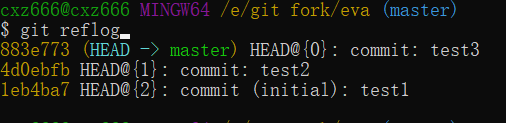 cxz666@cxz666 MINGW64 /e/git fork/eva (master)
$ git reflog
883e773 (HEAD -> master) HEAD@{0}: commit: test3
4d0ebfb HEAD@{1}: commit: test2
1eb4ba7 HEAD@{2}: commit (initial): test1